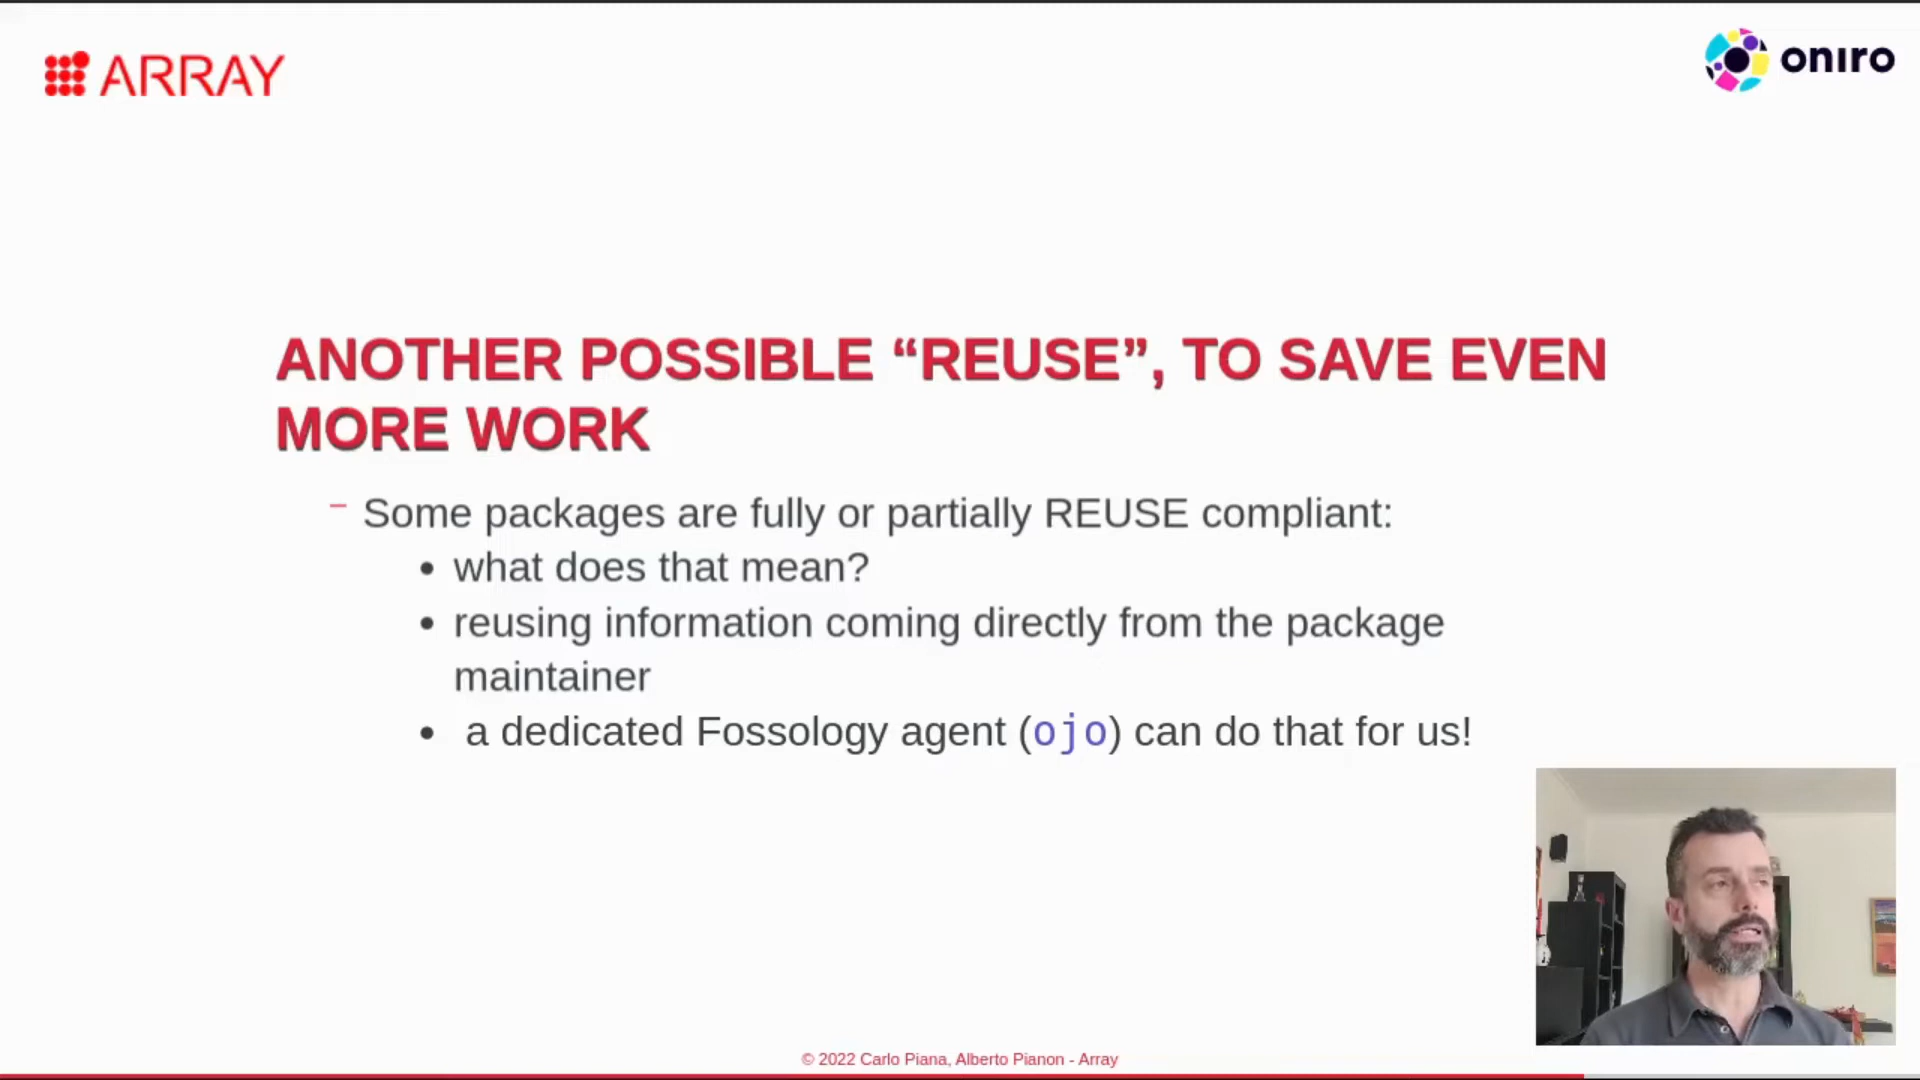 ARRAY
oniro
ANOTHER POSSIBLE “REUSE”, TO SAVE EVEN
MORE WORK
– Some packages are fully or partially REUSE compliant:
• what does that mean?
• reusing information coming directly from the package
maintainer
• a dedicated Fossology agent (ojo) can do that for us!
© 2022 Carlo Piana, Alberto Pianon - Array